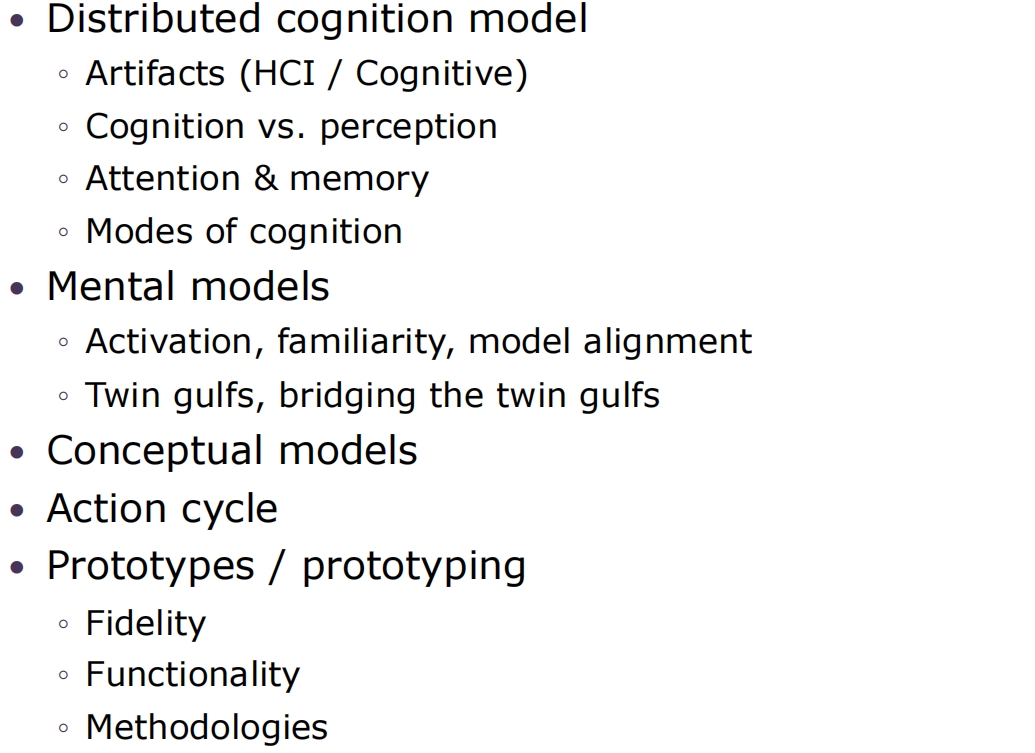 • Distributed cognition model
◦ Artifacts (HCI / Cognitive)
◦ Cognition vs. perception
◦ Attention & memory
◦ Modes of cognition
• Mental models
◦ Activation, familiarity, model alignment
◦ Twin gulfs, bridging the twin gulfs
• Conceptual models
• Action cycle
• Prototypes / prototyping
◦ Fidelity
◦ Functionality
◦ Methodologies